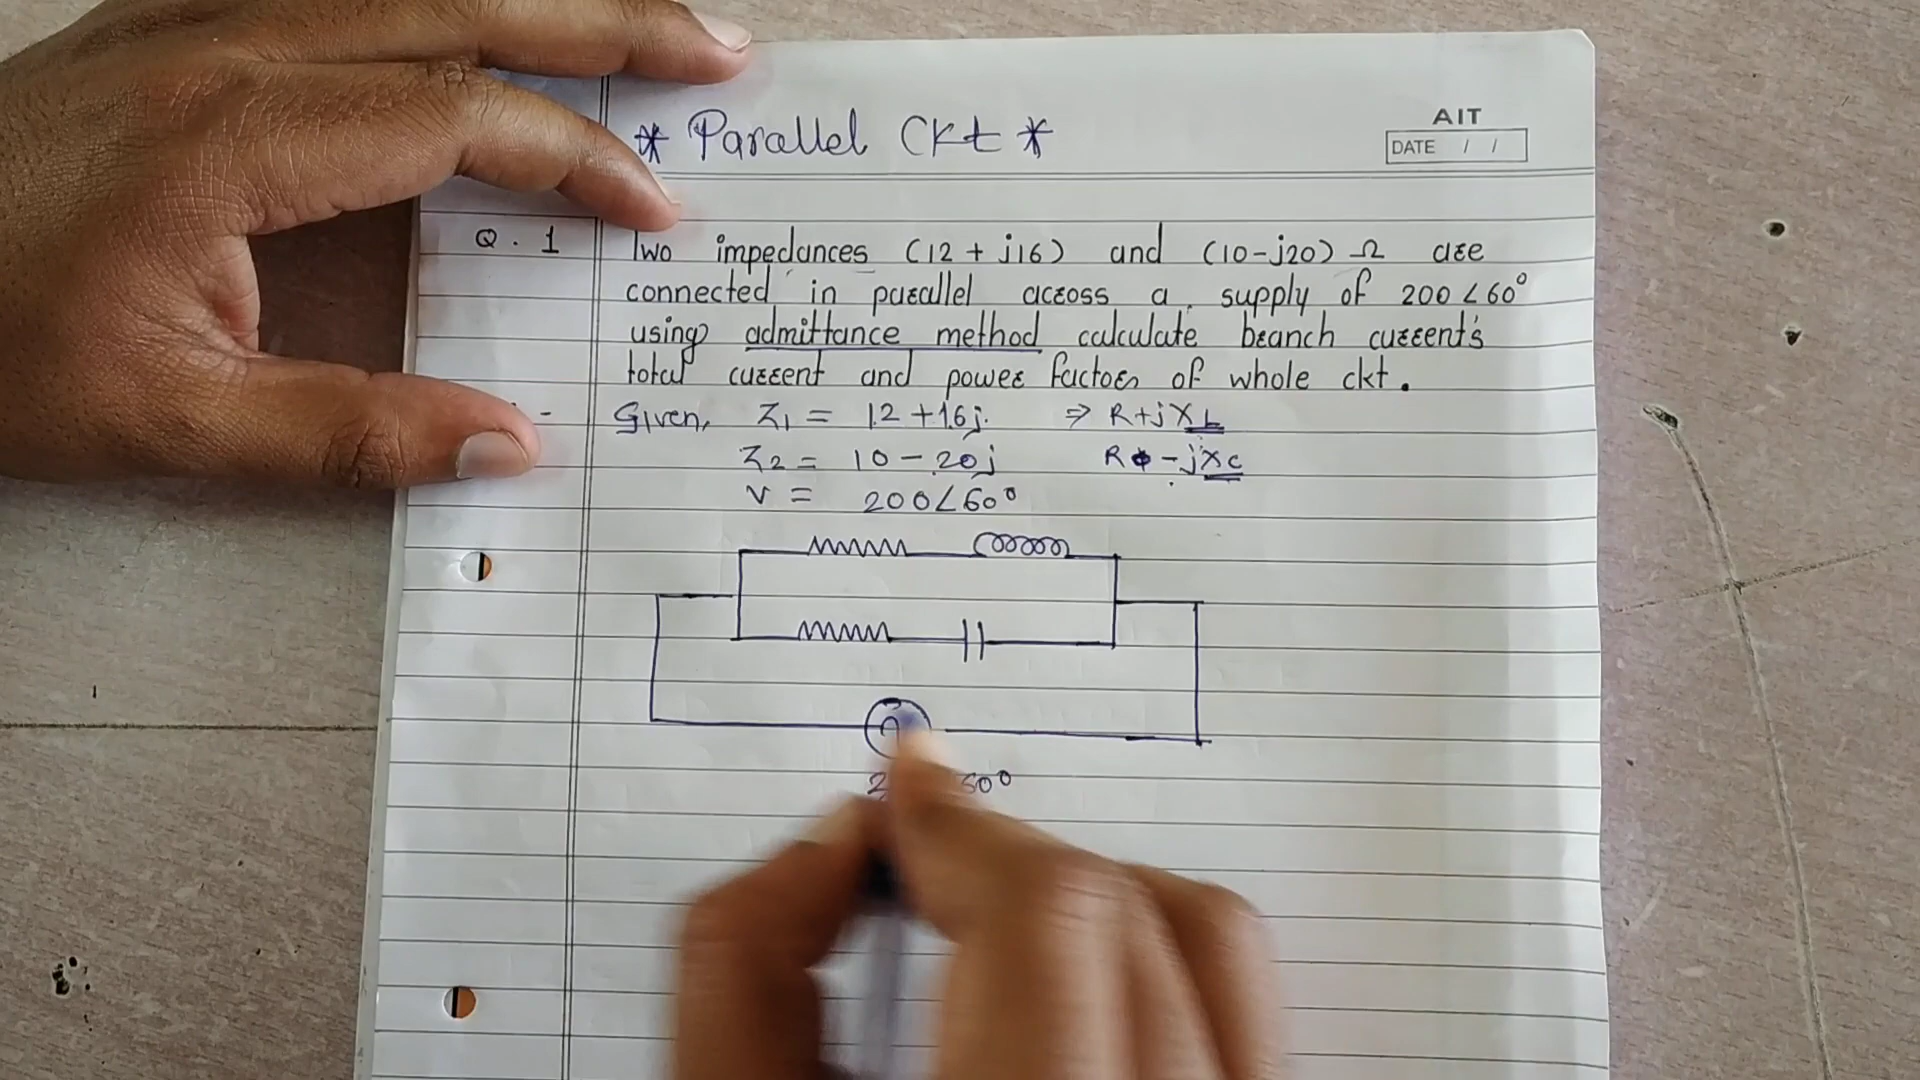 * Parallel Ckt *
AIT
DATE / /
Q. 1 Two impedances (12 + j16) and (10-j20) Ω are
connected in parallel across a supply of 200∠60°
using admittance method calculate branch current's
total current and power factor of whole ckt.
Given, Z1 = 12 + 16j. ⇒ R+jXL
Z2 = 10 - 20j R - jXc
V = 200∠60°